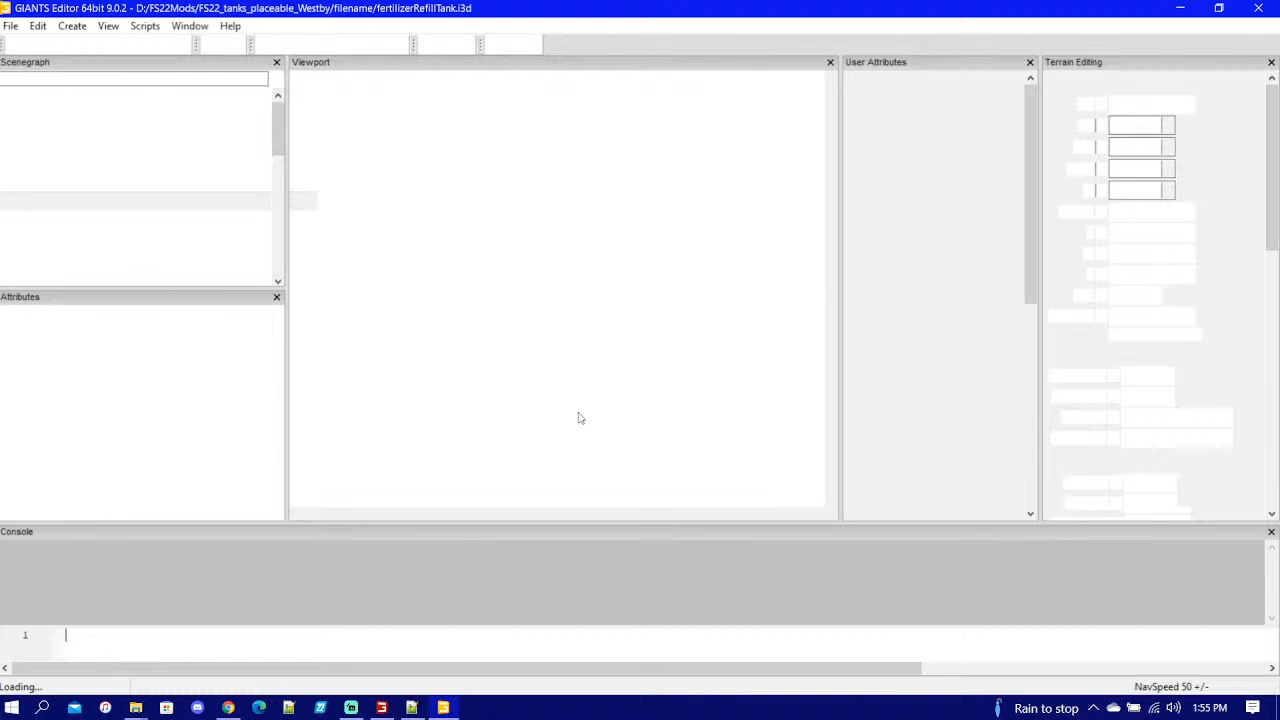 GIANTS Editor 64bit 9.0.2 - D:/FS22Mods/FS22_tanks_placeable_Westby/filename/fertilizerRefillTank.i3d
File Edit Create View Scripts Window Help
Scenegraph
Viewport
User Attributes
Terrain Editing
Attributes
Console
1
Loading...
NavSpeed 50 +/-
Rain to stop
1:55 PM